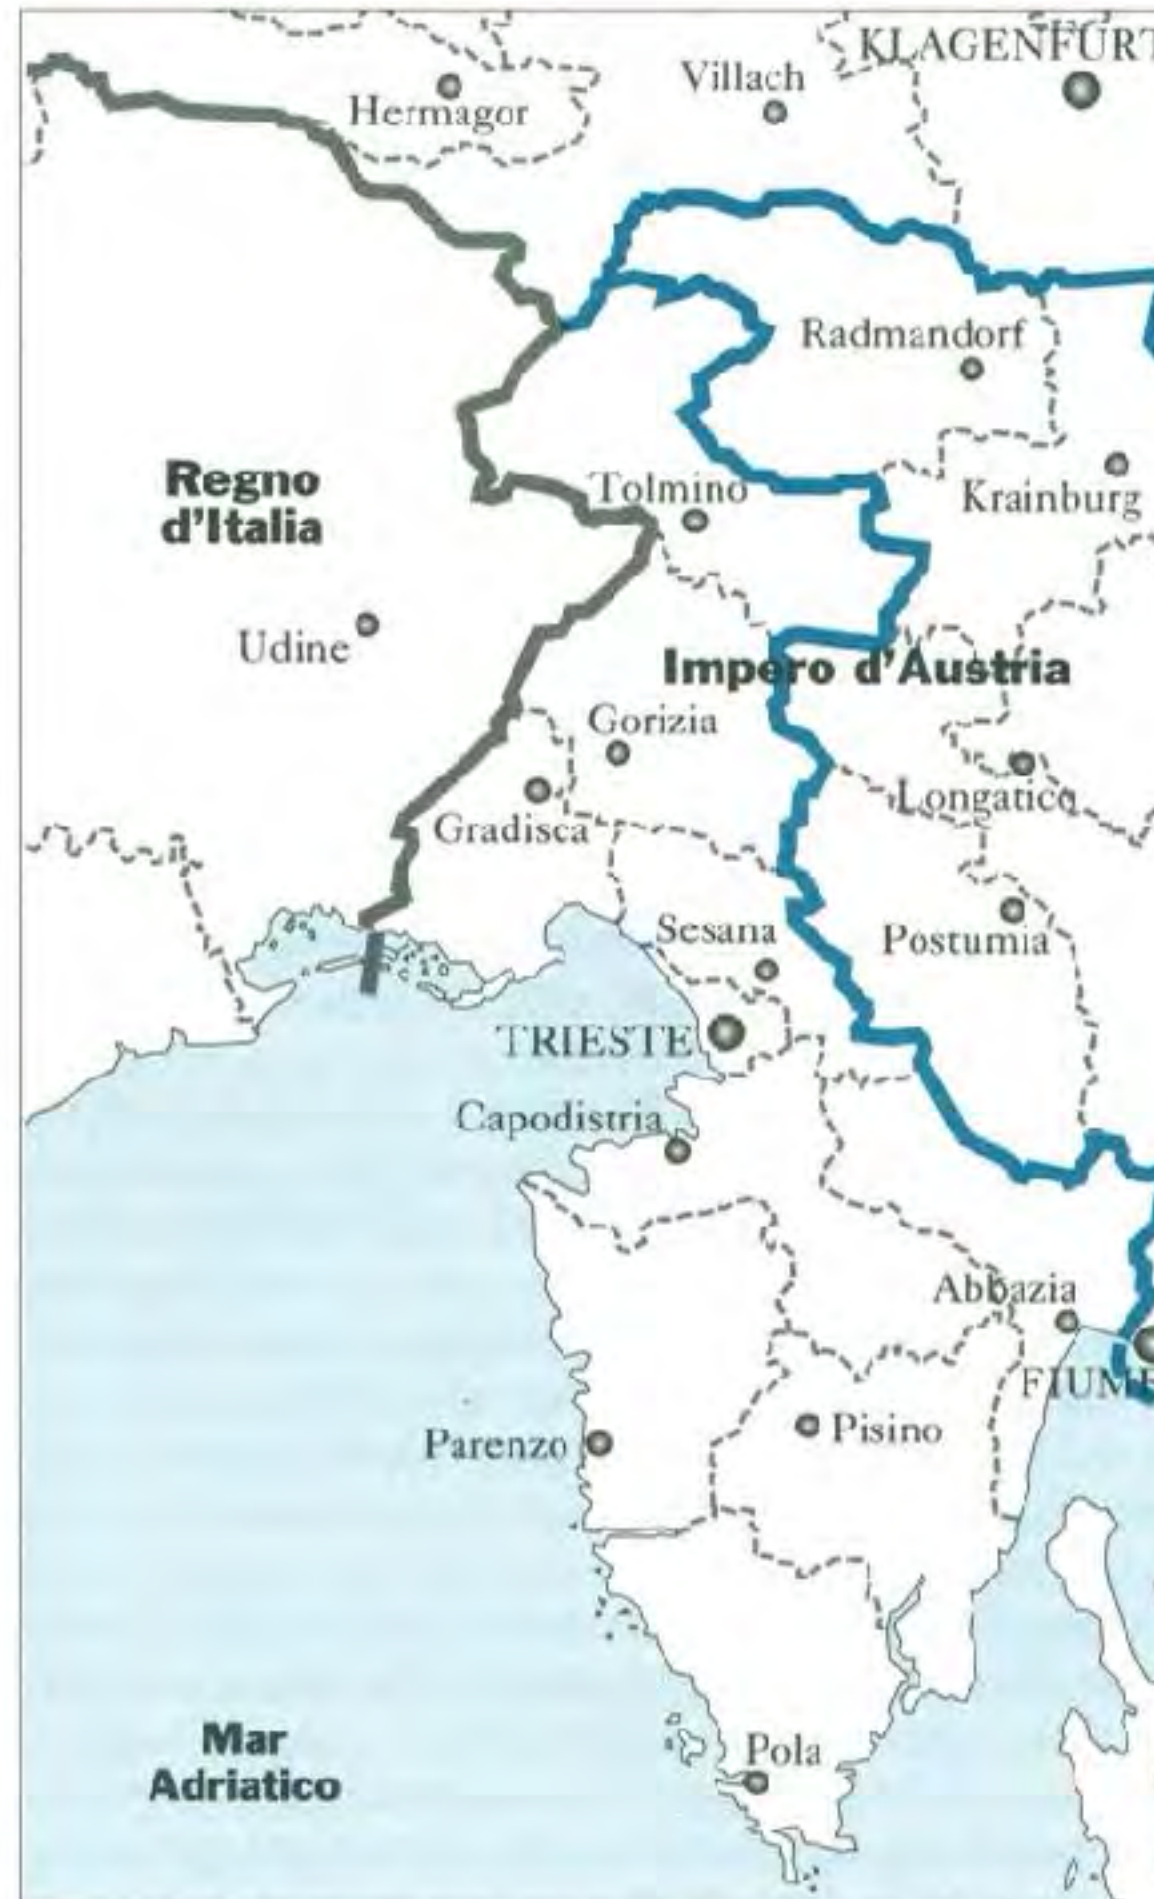 KLAGENFURT
Villach
Hermagor
Radmandorf
Regno
d'Italia
Tolmino
Krainburg
Udine
Impero d'Austria
Gorizia
Longatico
Gradisca
Sesana
Postumia
TRIESTE
Capodistria
Abbazia
FIUME
Parenzo
Pisino
Mar
Adriatico
Pola